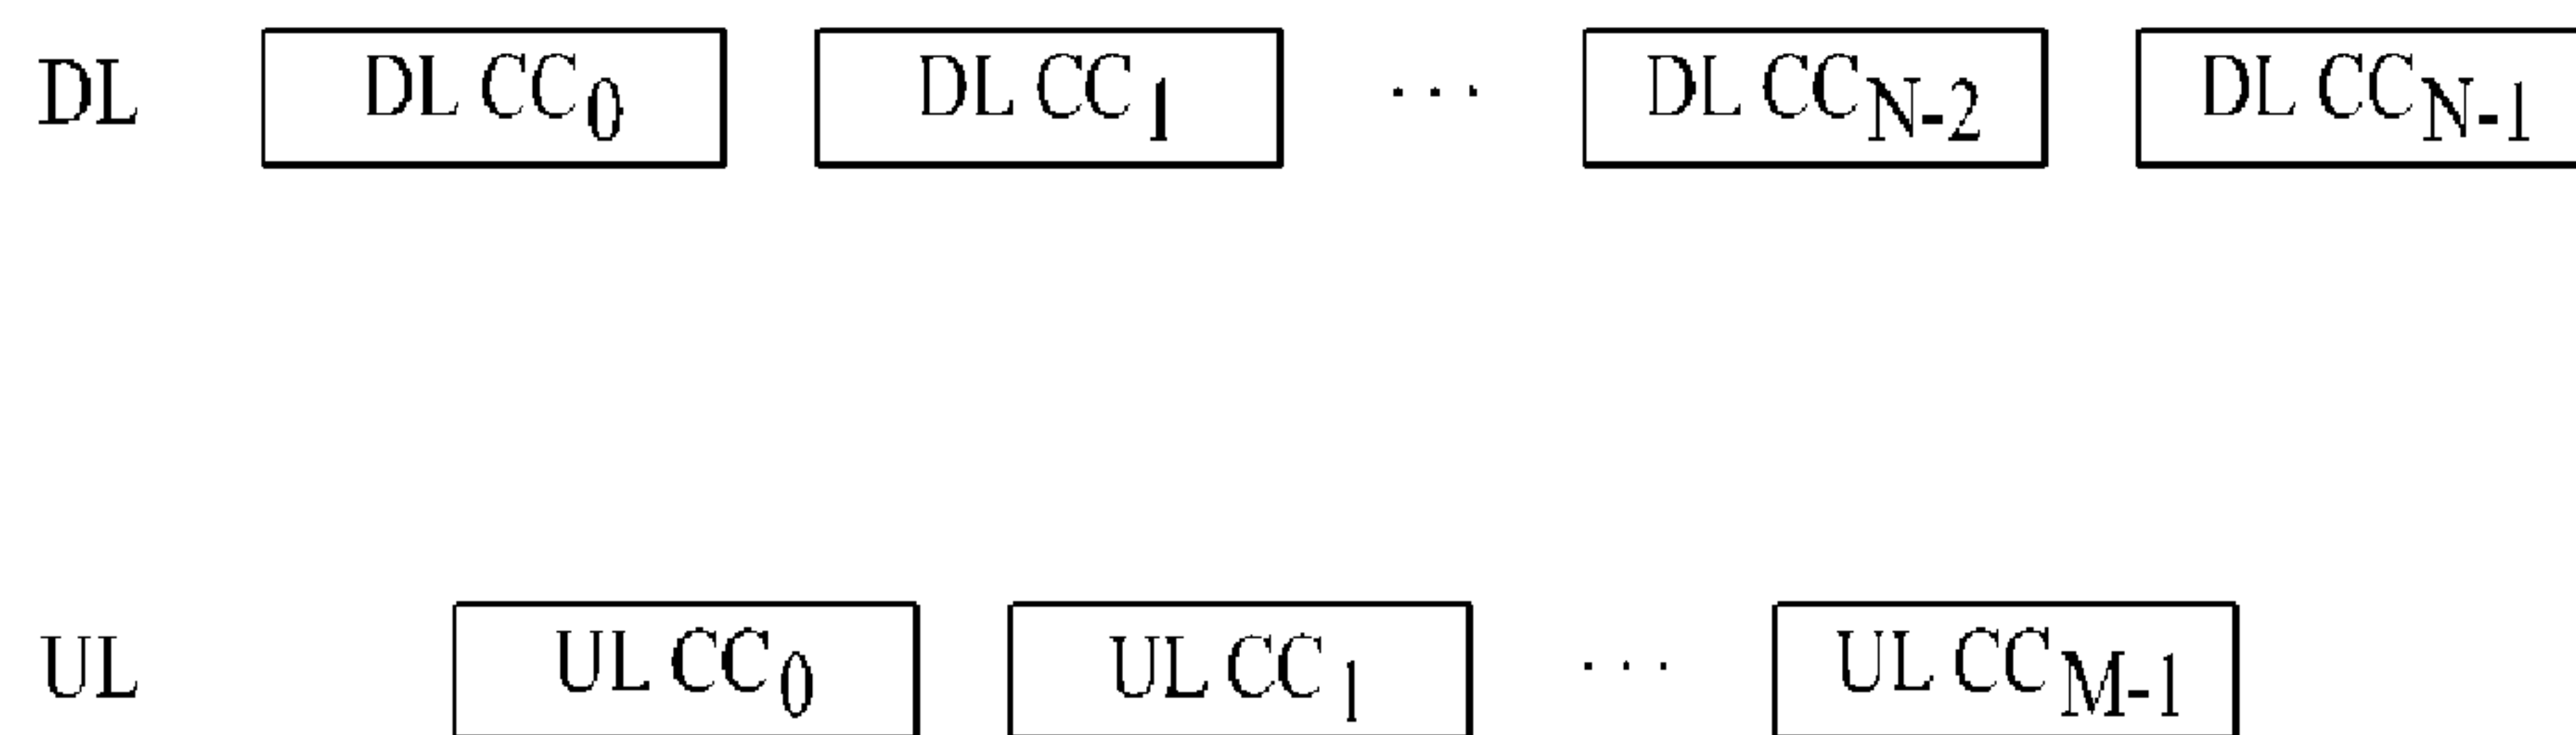 DL DL CC0 DL CC1 ... DL CCN-2 DL CCN-1
UL UL CC0 UL CC1 ... UL CCM-1